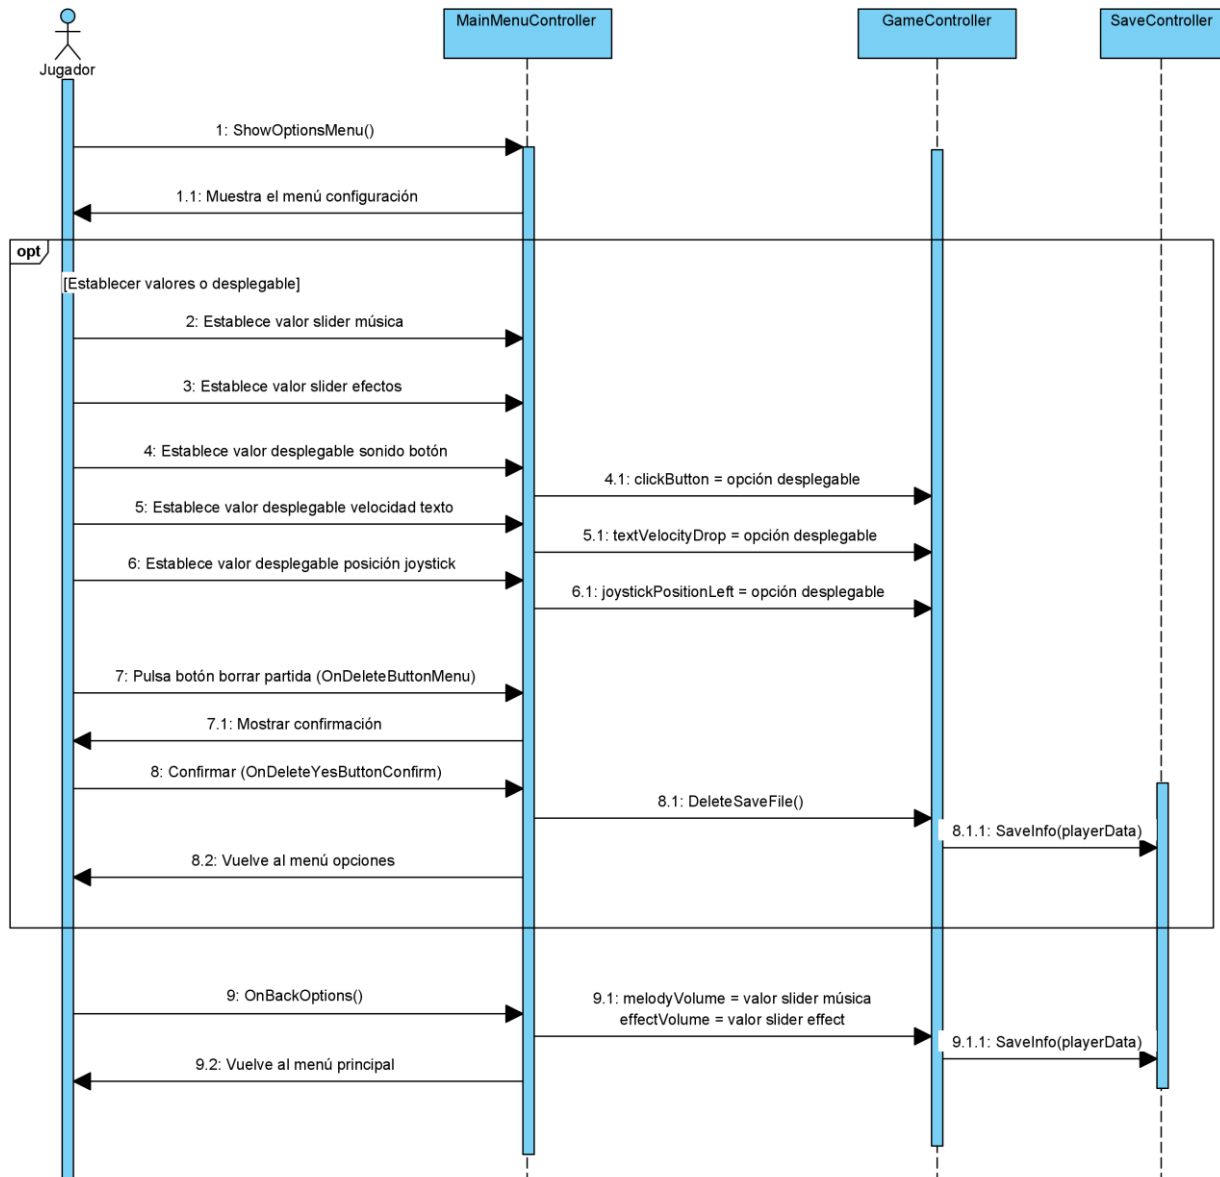 MainMenuController
GameController
SaveController
Jugador
1: ShowOptionsMenu()
1.1: Muestra el menú configuración
opt
[Establecer valores o desplegable]
2: Establece valor slider música
3: Establece valor slider efectos
4: Establece valor desplegable sonido botón
4.1: clickButton = opción desplegable
5: Establece valor desplegable velocidad texto
5.1: textVelocityDrop = opción desplegable
6: Establece valor desplegable posición joystick
6.1: joystickPositionLeft = opción desplegable
7: Pulsa botón borrar partida (OnDeleteButtonMenu)
7.1: Mostrar confirmación
8: Confirmar (OnDeleteYesButtonConfirm)
8.1: DeleteSaveFile()
8.1.1: SaveInfo(playerData)
8.2: Vuelve al menú opciones
9: OnBackOptions()
9.1: melodyVolume = valor slider música
effectVolume = valor slider effect
9.1.1: SaveInfo(playerData)
9.2: Vuelve al menú principal